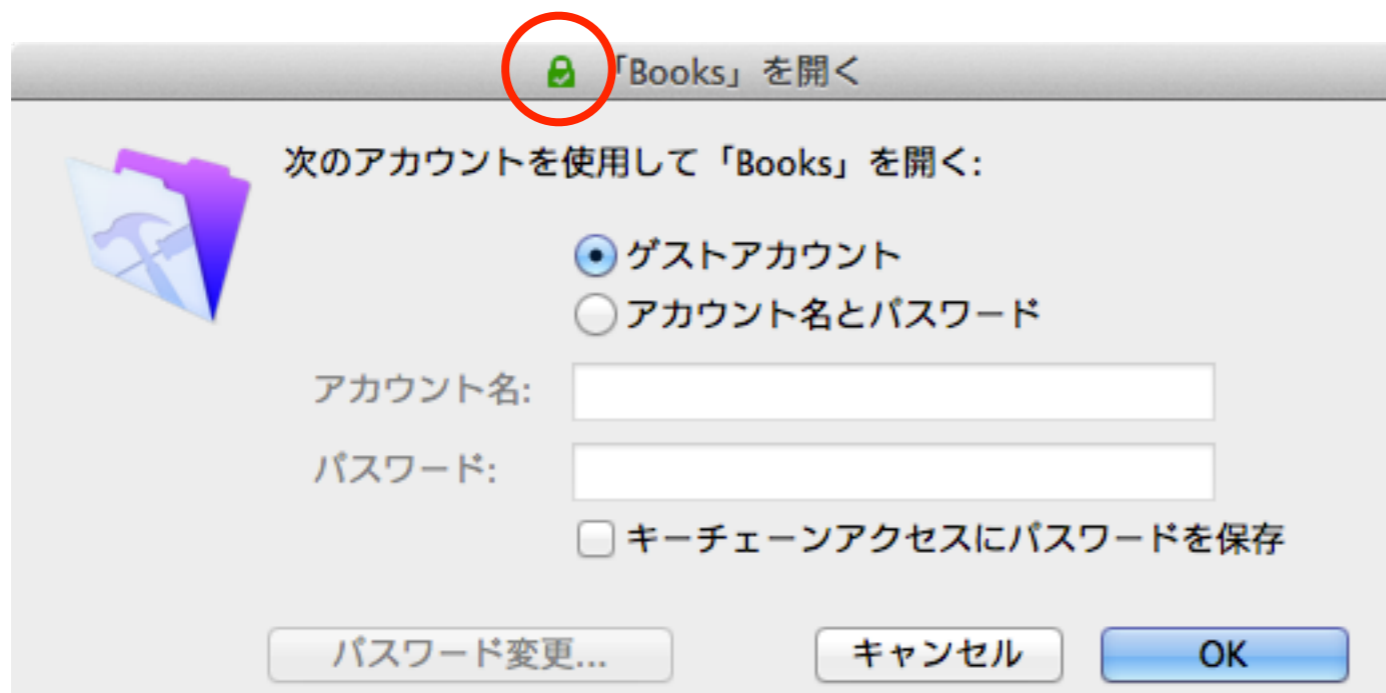 「Books」を開く
次のアカウントを使用して「Books」を開く:
ゲストアカウント
アカウント名とパスワード
アカウント名:
パスワード:
キーチェーンアクセスにパスワードを保存
パスワード変更...
キャンセル
OK